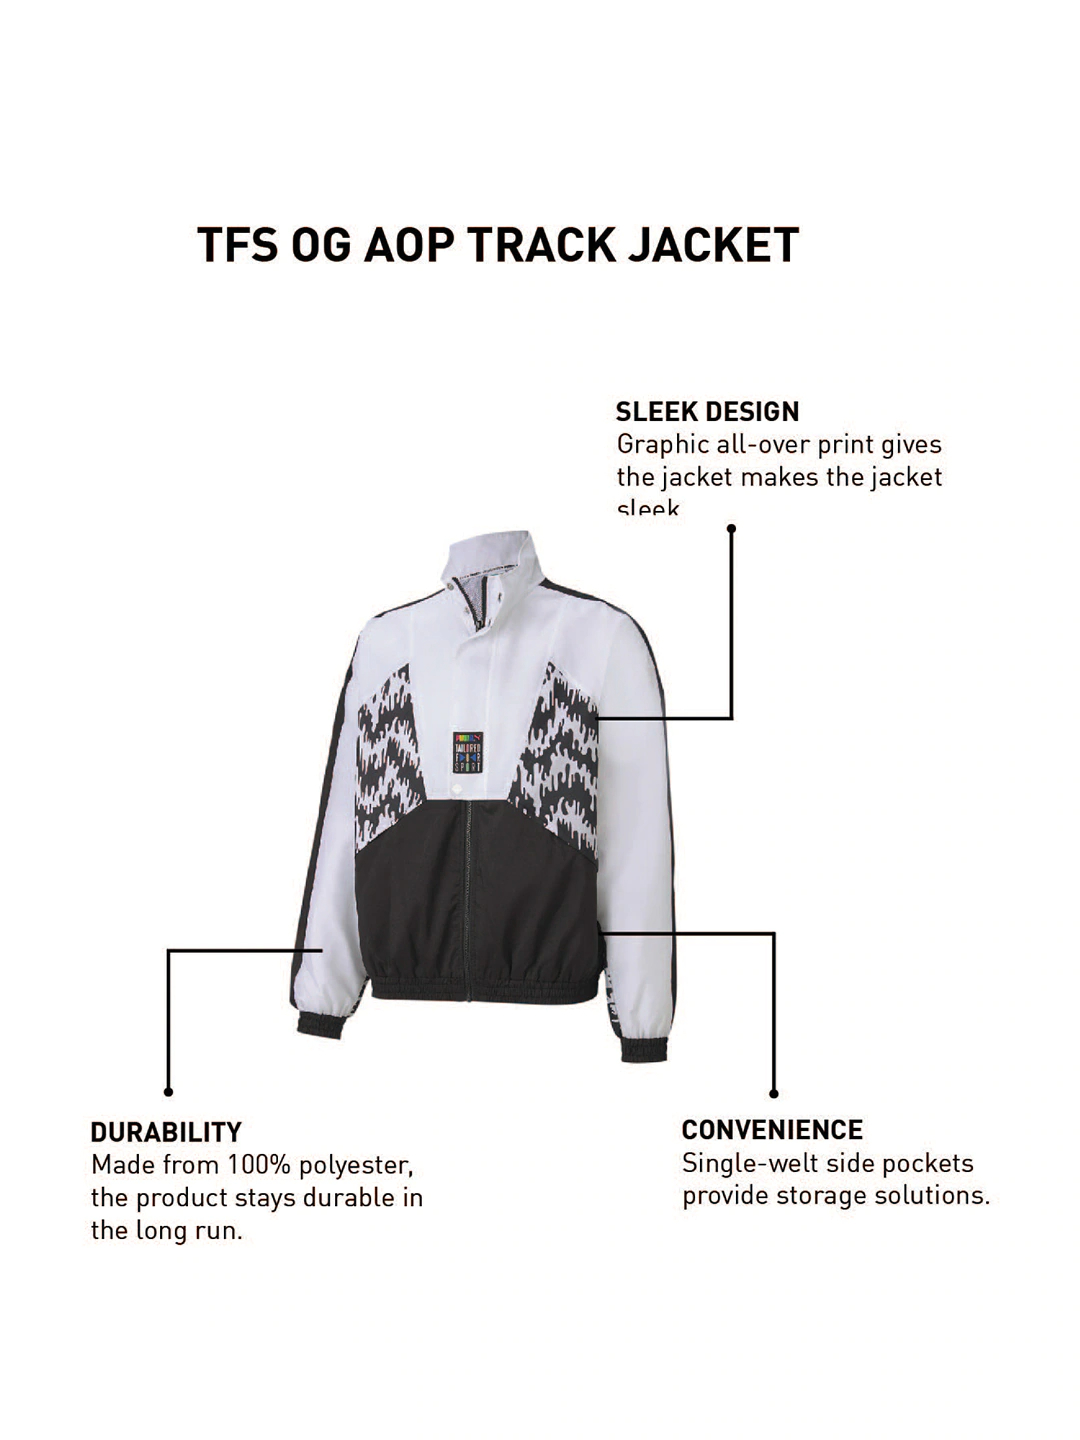 TFS OG AOP TRACK JACKET
SLEEK DESIGN
Graphic all-over print gives
the jacket makes the jacket
sleek
PUMA
TAILORED
FOR
SPORT
DURABILITY
Made from 100% polyester,
the product stays durable in
the long run.
CONVENIENCE
Single-welt side pockets
provide storage solutions.